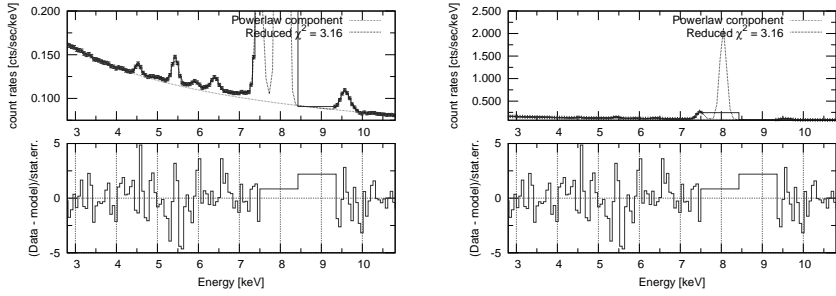 Powerlaw component
Reduced χ² = 3.16
count rates [cts/sec/keV]
0.200
0.150
0.100
3 4 5 6 7 8 9 10
(Data - model)/stat.err.
5
0
-5
3 4 5 6 7 8 9 10
Energy [keV]
Powerlaw component
Reduced χ² = 3.16
count rates [cts/sec/keV]
2.500
2.000
1.500
1.000
0.500
3 4 5 6 7 8 9 10
(Data - model)/stat.err.
5
0
-5
3 4 5 6 7 8 9 10
Energy [keV]